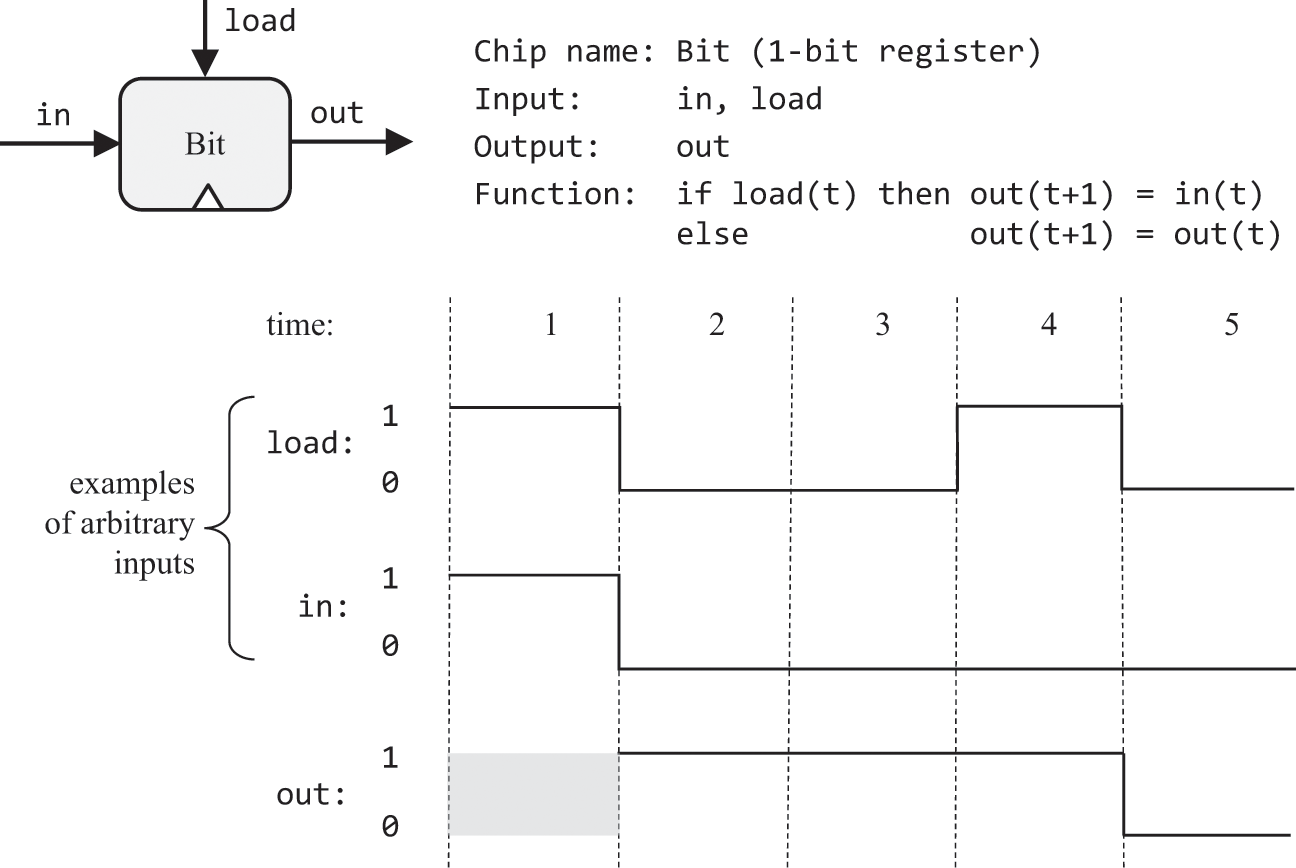 load
in
out
Bit
Chip name: Bit (1-bit register)
Input: in, load
Output: out
Function: if load(t) then out(t+1) = in(t)
else out(t+1) = out(t)
time: 1 2 3 4 5
examples
of arbitrary
inputs
load: 1
0
in: 1
0
out: 1
0